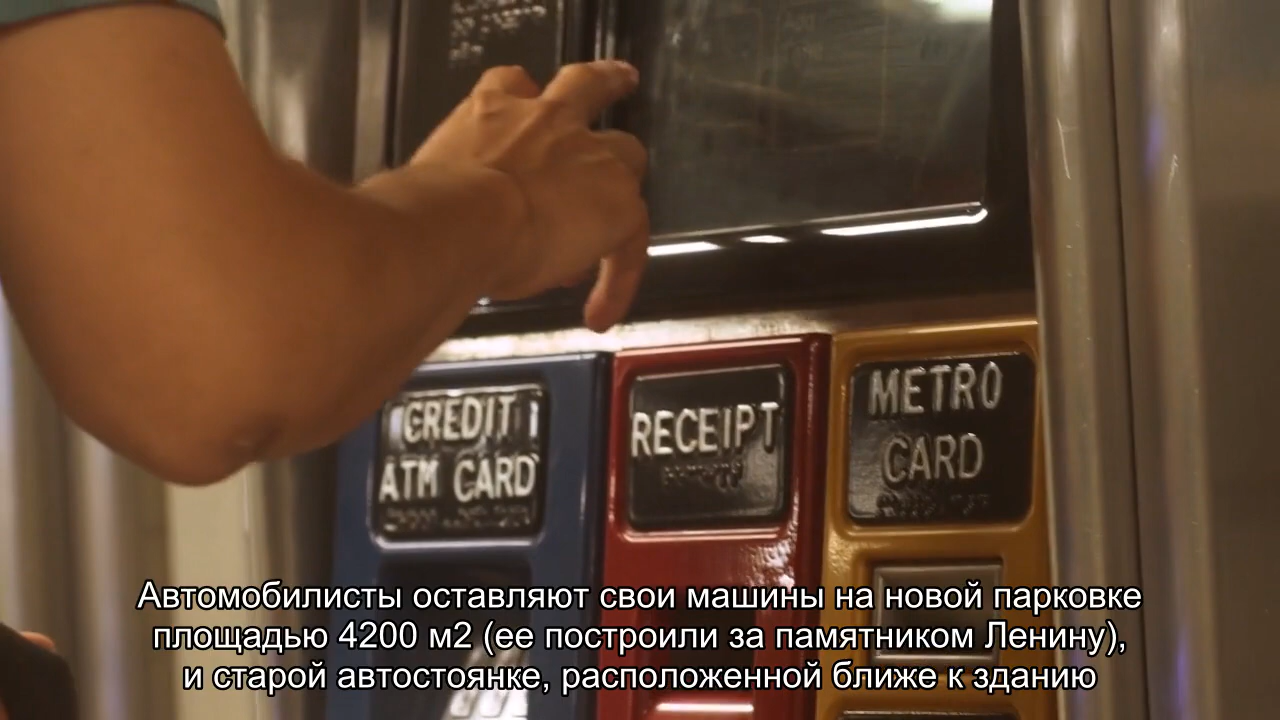 CREDIT
ATM CARD
RECEIPT
METRO
CARD
Автомобилисты оставляют свои машины на новой парковке
площадью 4200 м2 (ее построили за памятником Ленину),
и старой автостоянке, расположенной ближе к зданию